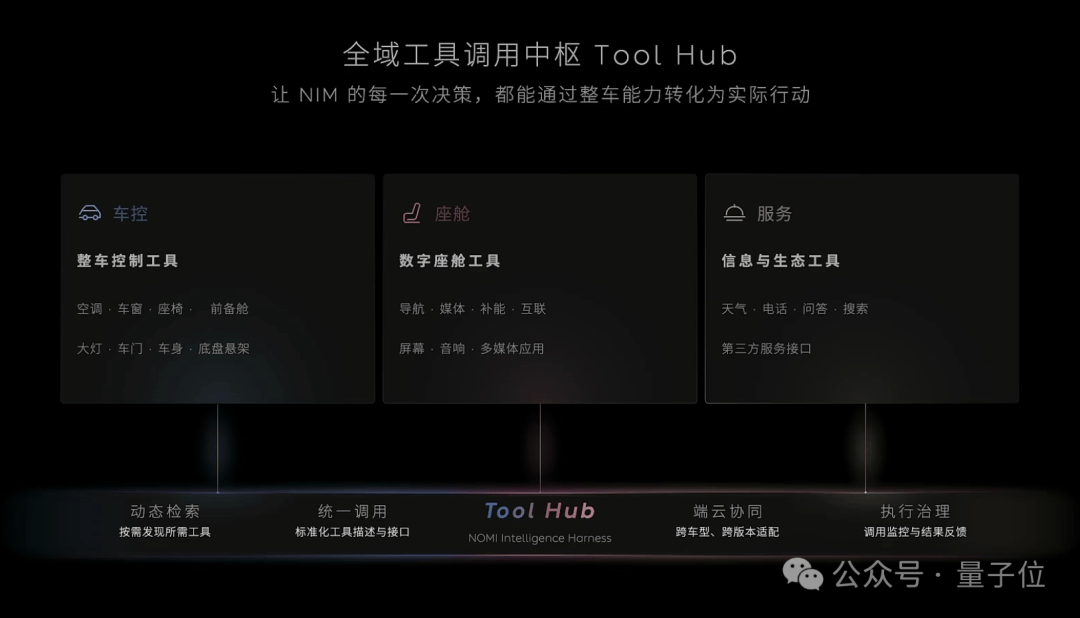 全域工具调用中枢 Tool Hub
让 NIM 的每一次决策，都能通过整车能力转化为实际行动
车控
整车控制工具
空调 · 车窗 · 座椅 · 前备舱
大灯 · 车门 · 车身 · 底盘悬架
座舱
数字座舱工具
导航 · 媒体 · 补能 · 互联
屏幕 · 音响 · 多媒体应用
服务
信息与生态工具
天气 · 电话 · 问答 · 搜索
第三方服务接口
动态检索
按需发现所需工具
统一调用
标准化工具描述与接口
Tool Hub
NOMI Intelligence Harness
端云协同
跨车型、跨版本适配
执行治理
调用监控与结果反馈
公众号 · 量子位